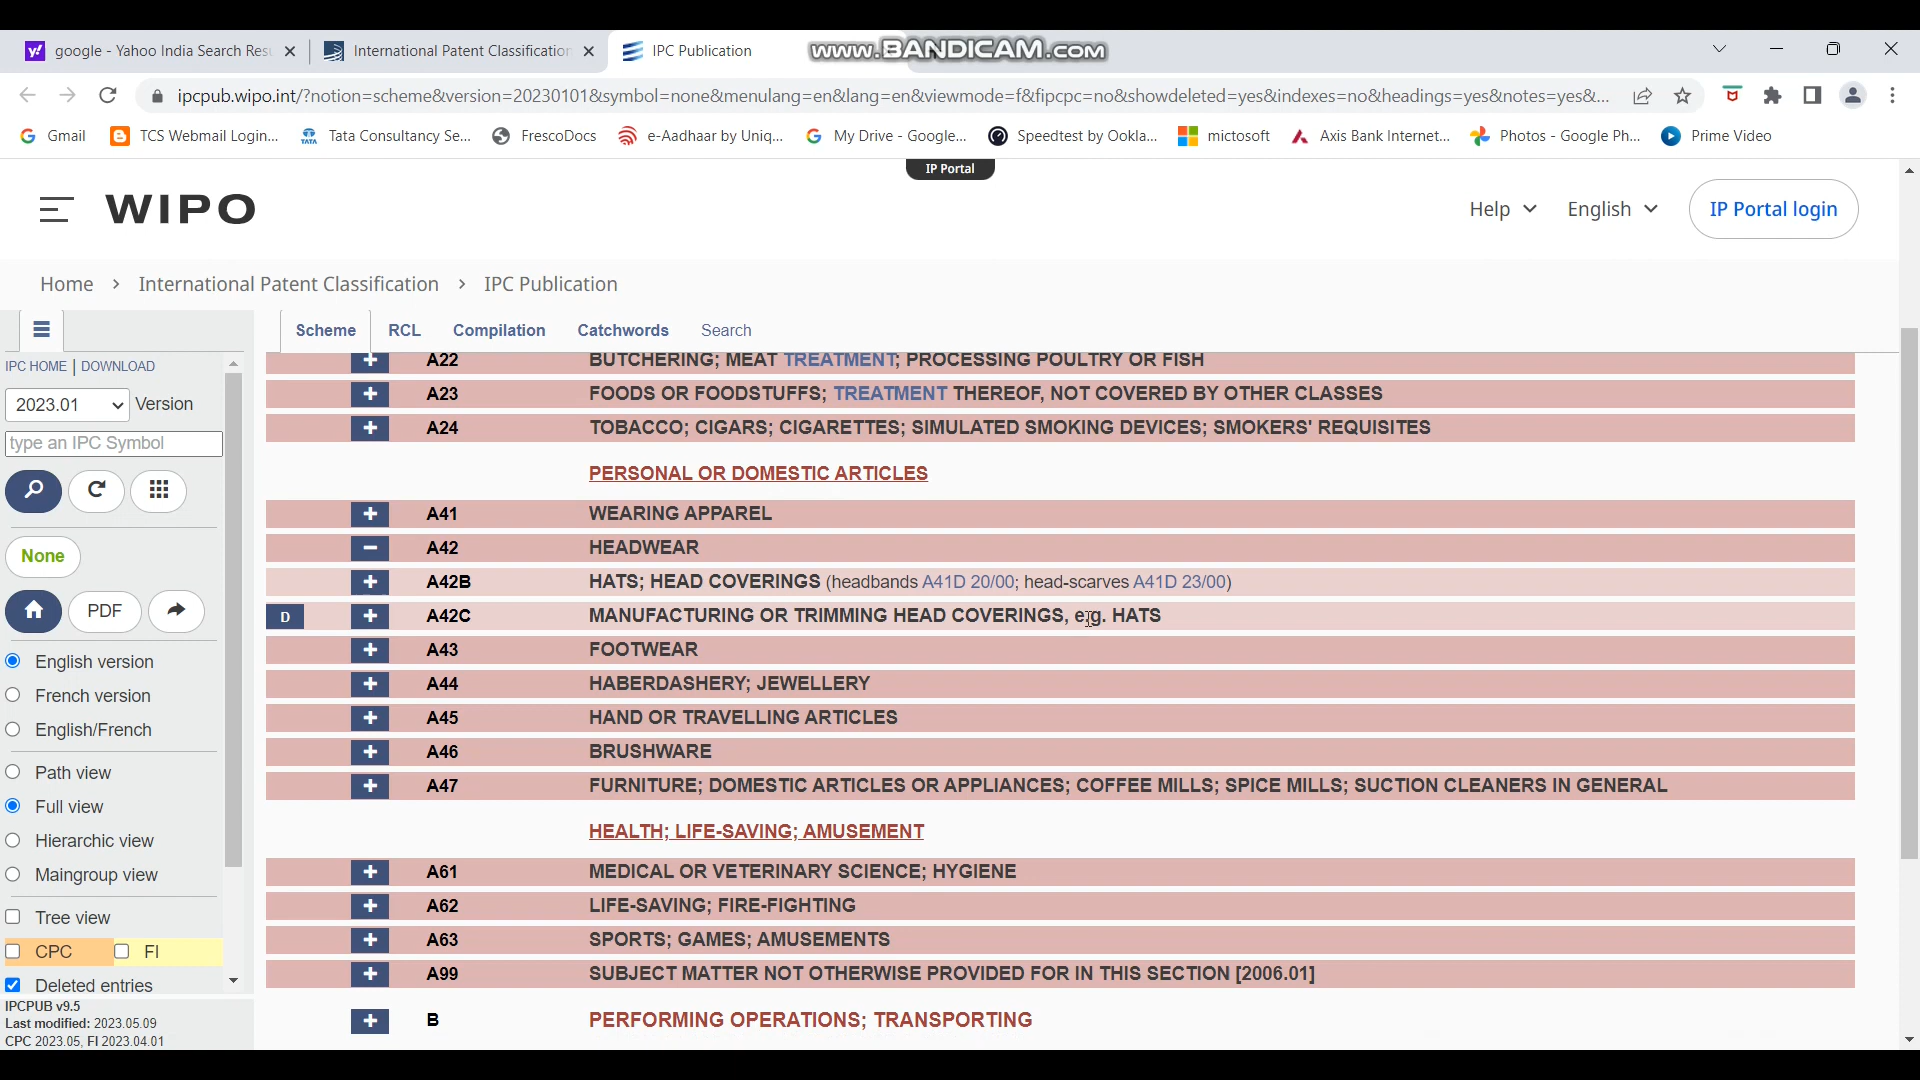 google - Yahoo India Search Resu
International Patent Classification
IPC Publication
www.BANDICAM.com
ipcpub.wipo.int/?notion=scheme&version=20230101&symbol=none&menulang=en&lang=en&viewmode=f&fipcpc=no&showdeleted=yes&indexes=no&headings=yes&notes=yes&...
Gmail
TCS Webmail Login...
Tata Consultancy Se...
FrescoDocs
e-Aadhaar by Uniq...
My Drive - Google...
Speedtest by Ookla...
mictosoft
Axis Bank Internet...
Photos - Google Ph...
Prime Video
IP Portal
WIPO
Help
English
IP Portal login
Home > International Patent Classification > IPC Publication
Scheme RCL Compilation Catchwords Search
IPC HOME | DOWNLOAD
2023.01 Version
type an IPC Symbol
None
PDF
English version
French version
English/French
Path view
Full view
Hierarchic view
Maingroup view
Tree view
CPC FI
Deleted entries
IPCPUB v9.5
Last modified: 2023.05.09
CPC 2023.05, FI 2023.04.01
+ A22 BUTCHERING; MEAT TREATMENT; PROCESSING POULTRY OR FISH
+ A23 FOODS OR FOODSTUFFS; TREATMENT THEREOF, NOT COVERED BY OTHER CLASSES
+ A24 TOBACCO; CIGARS; CIGARETTES; SIMULATED SMOKING DEVICES; SMOKERS' REQUISITES
PERSONAL OR DOMESTIC ARTICLES
+ A41 WEARING APPAREL
− A42 HEADWEAR
+ A42B HATS; HEAD COVERINGS (headbands A41D 20/00; head-scarves A41D 23/00)
D + A42C MANUFACTURING OR TRIMMING HEAD COVERINGS, e.g. HATS
+ A43 FOOTWEAR
+ A44 HABERDASHERY; JEWELLERY
+ A45 HAND OR TRAVELLING ARTICLES
+ A46 BRUSHWARE
+ A47 FURNITURE; DOMESTIC ARTICLES OR APPLIANCES; COFFEE MILLS; SPICE MILLS; SUCTION CLEANERS IN GENERAL
HEALTH; LIFE-SAVING; AMUSEMENT
+ A61 MEDICAL OR VETERINARY SCIENCE; HYGIENE
+ A62 LIFE-SAVING; FIRE-FIGHTING
+ A63 SPORTS; GAMES; AMUSEMENTS
+ A99 SUBJECT MATTER NOT OTHERWISE PROVIDED FOR IN THIS SECTION [2006.01]
+ B PERFORMING OPERATIONS; TRANSPORTING